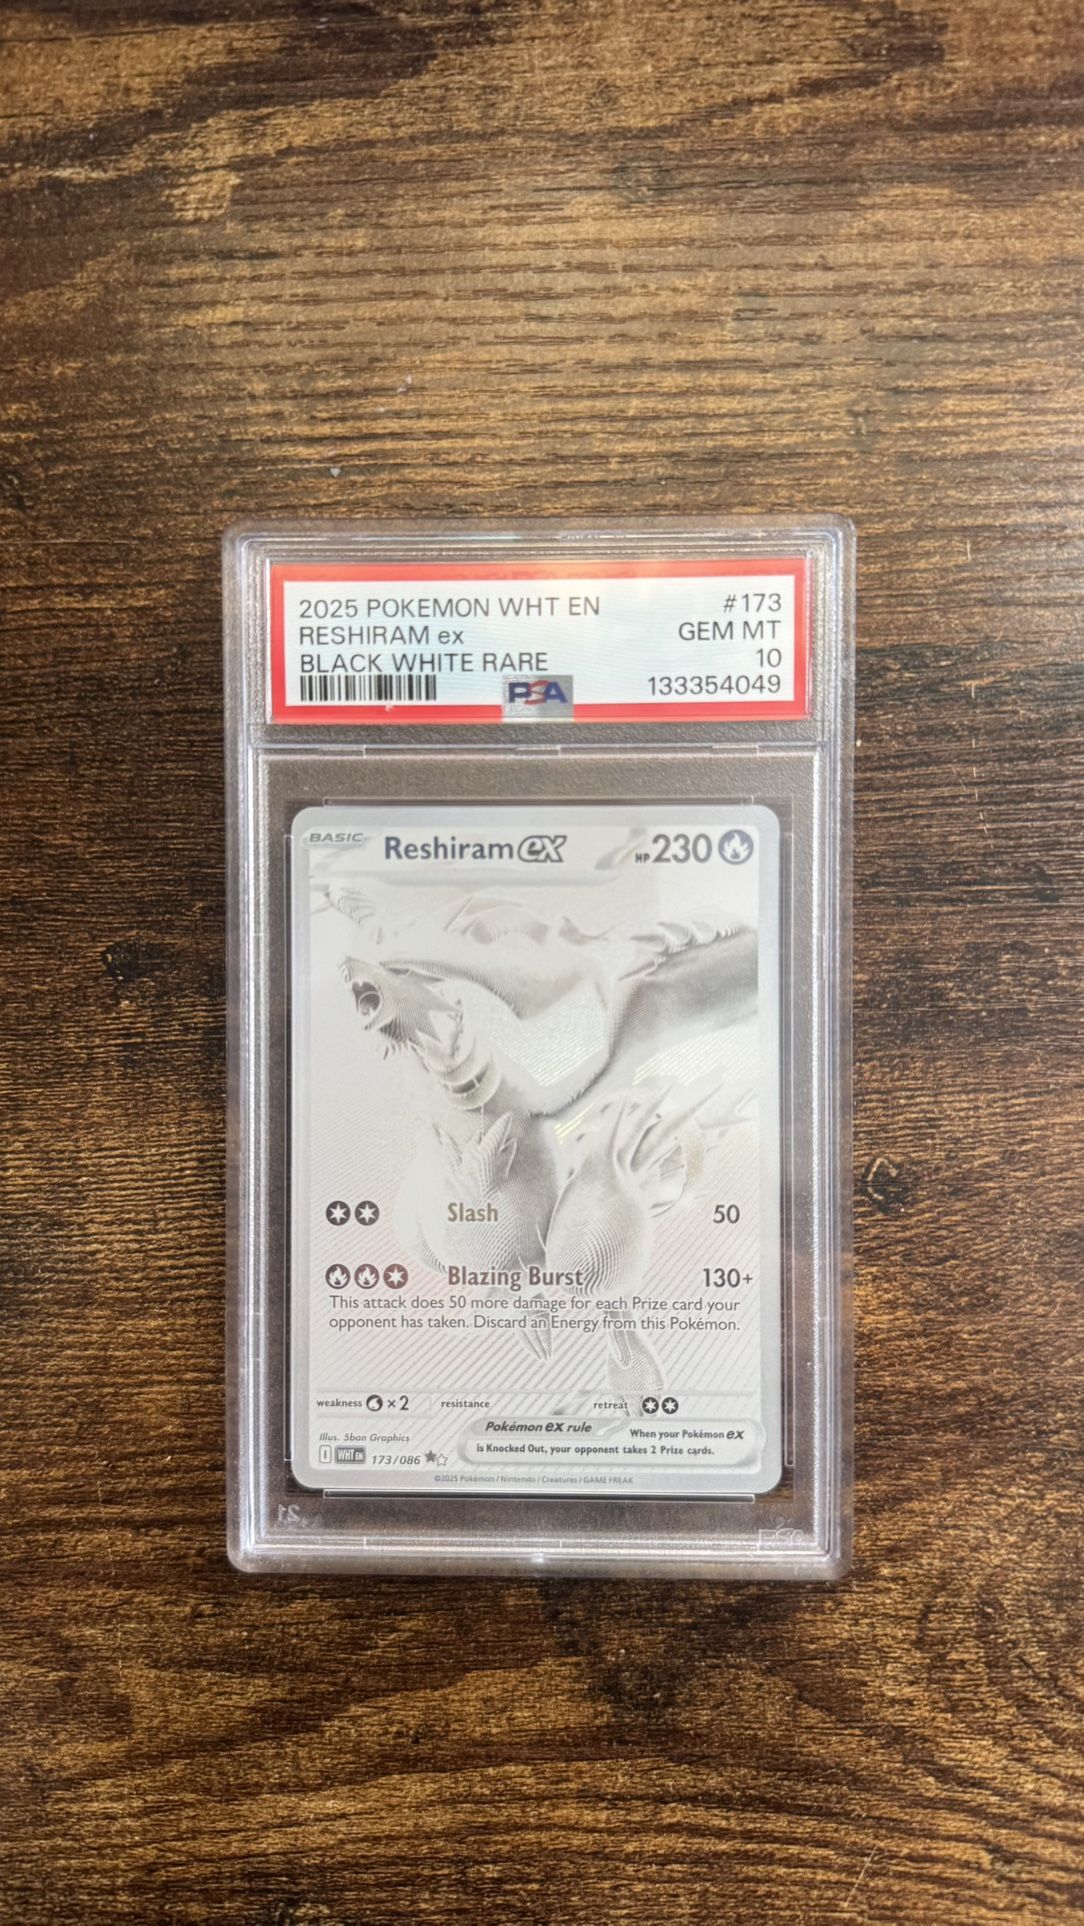 2025 POKEMON WHT EN #173
RESHIRAM ex GEM MT
BLACK WHITE RARE 10
PSA 133354049
BASIC Reshiram ex HP 230
Slash 50
Blazing Burst 130+
This attack does 50 more damage for each Prize card your
opponent has taken. Discard an Energy from this Pokémon.
weakness ×2 resistance retreat
Illus. 5ban Graphics
Pokémon ex rule When your Pokémon ex
is Knocked Out, your opponent takes 2 Prize cards.
I WHT EN 173/086
©2025 Pokémon / Nintendo / Creatures / GAME FREAK